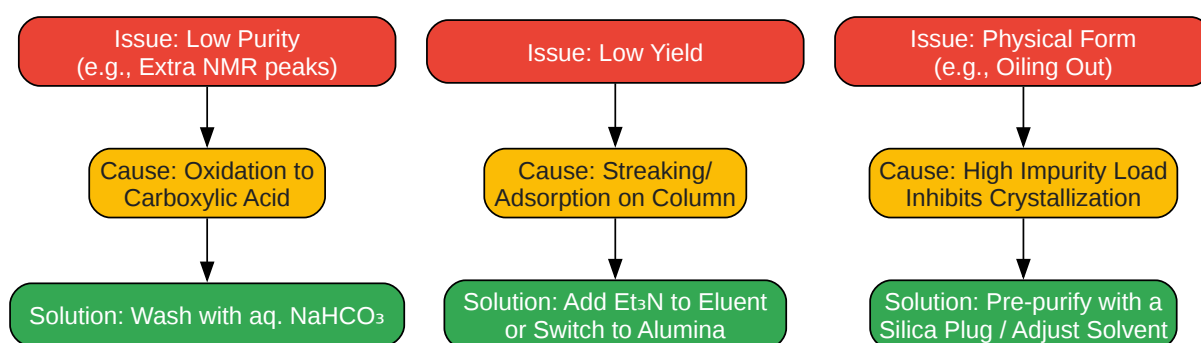 Issue: Low Purity
(e.g., Extra NMR peaks)
Cause: Oxidation to
Carboxylic Acid
Solution: Wash with aq. NaHCO₃
Issue: Low Yield
Cause: Streaking/
Adsorption on Column
Solution: Add Et₃N to Eluent
or Switch to Alumina
Issue: Physical Form
(e.g., Oiling Out)
Cause: High Impurity Load
Inhibits Crystallization
Solution: Pre-purify with a
Silica Plug / Adjust Solvent